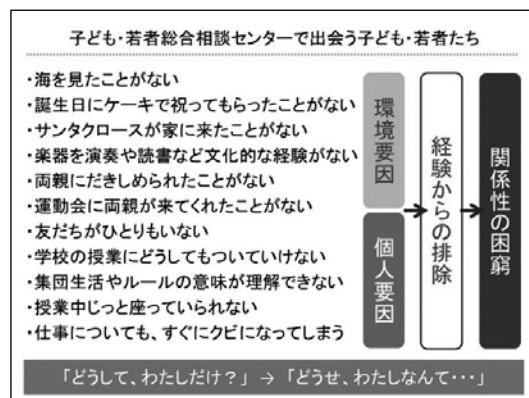 子ども・若者総合相談センターで出会う子ども・若者たち
・海を見たことがない
・誕生日にケーキで祝ってもらったことがない
・サンタクロースが家に来たことがない
・楽器を演奏や読書など文化的な経験がない
・両親にだきしめられたことがない
・運動会に両親が来てくれたことがない
・友だちがひとりもいない
・学校の授業にどうしてもついていけない
・集団生活やルールの意味が理解できない
・授業中じっと座っていられない
・仕事についても、すぐにクビになってしまう
環境要因
個人要因
経験からの排除
関係性の困窮
「どうして、わたしだけ？」 → 「どうせ、わたしなんて・・・」